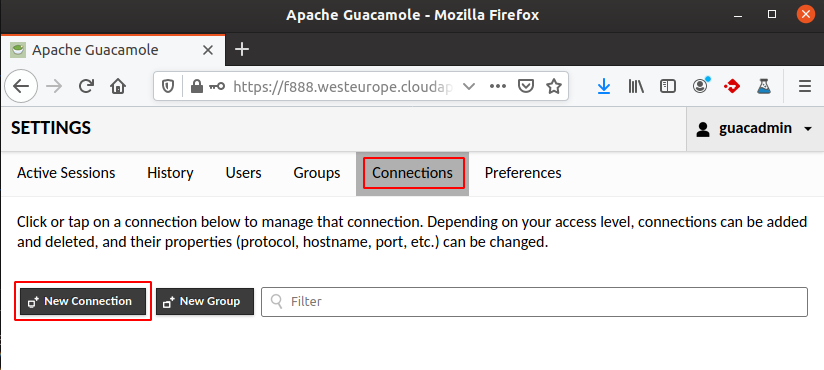 Apache Guacamole - Mozilla Firefox
Apache Guacamole
https://f888.westeurope.cloudap
SETTINGS
guacadmin
Active Sessions History Users Groups Connections Preferences
Click or tap on a connection below to manage that connection. Depending on your access level, connections can be added
and deleted, and their properties (protocol, hostname, port, etc.) can be changed.
New Connection New Group Filter